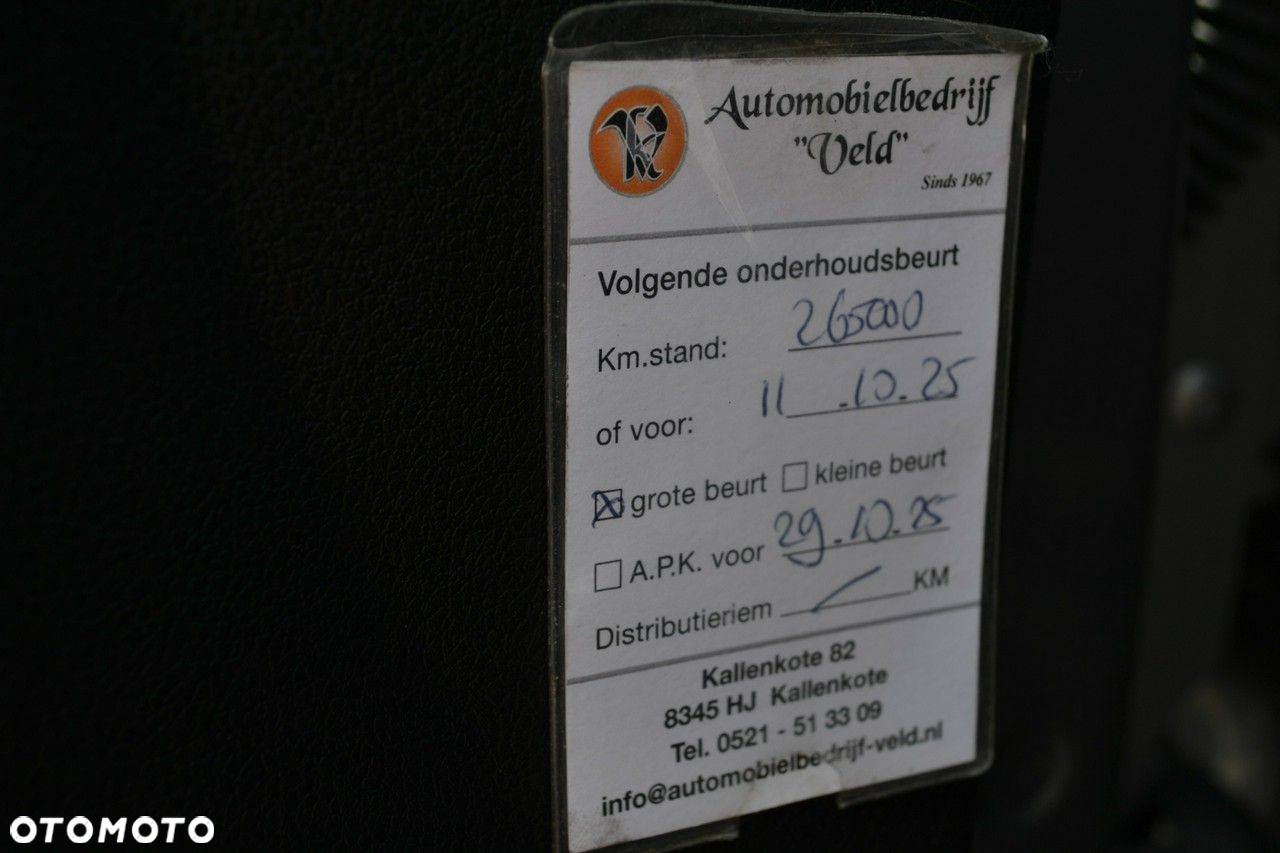 Automobielbedrijf
"Veld"
Sinds 1967
Volgende onderhoudsbeurt
Km.stand: 265000
of voor: 11 .10.25
grote beurt kleine beurt
A.P.K. voor 29.10.25
Distributieriem KM
Kallenkote 82
8345 HJ Kallenkote
Tel. 0521 - 51 33 09
info@automobielbedrijf-veld.nl
OTOMOTO